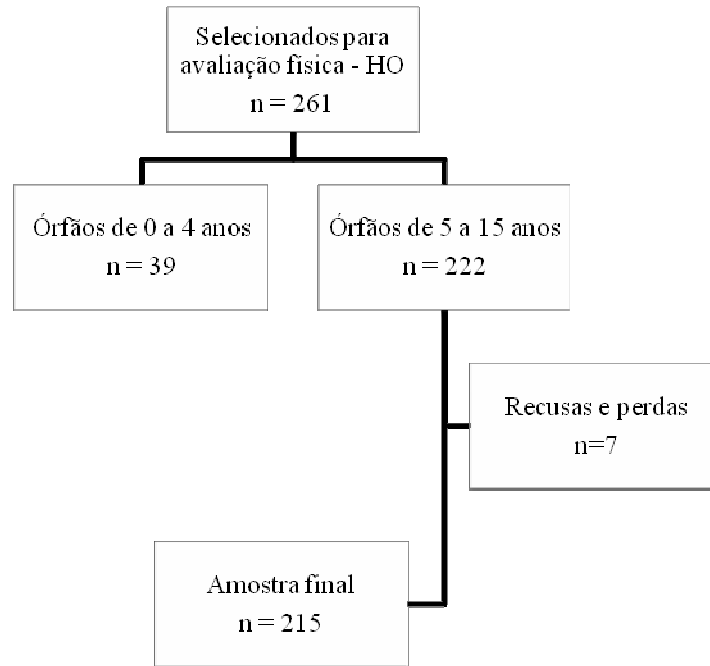 Selecionados para
avaliação física - HO
n = 261
Órfãos de 0 a 4 anos
n = 39
Órfãos de 5 a 15 anos
n = 222
Recusas e perdas
n=7
Amostra final
n = 215